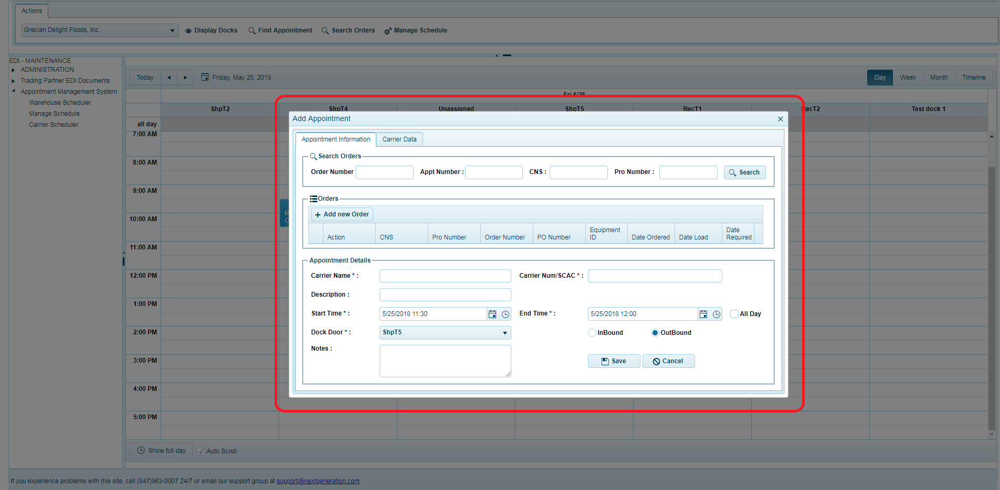 Actions
Grecian Delight Foods, Inc. Display Docks Find Appointment Search Orders Manage Schedule
EDI - MAINTENANCE
ADMINISTRATION
Trading Partner EDI Documents
Appointment Management System
Warehouse Scheduler
Manage Schedule
Carrier Scheduler
Today Friday, May 25, 2018 Day Week Month Timeline
Fri 5/25
ShpT2 ShpT4 Unassigned ShpT5 RecT1 RecT2 Test dock 1
all day
7:00 AM
8:00 AM
9:00 AM
10:00 AM
11:00 AM
12:00 PM
1:00 PM
2:00 PM
3:00 PM
4:00 PM
5:00 PM
Add Appointment
Appointment Information Carrier Data
Search Orders
Order Number Appt Number : CNS : Pro Number : Search
Orders
+ Add new Order
Action CNS Pro Number Order Number PO Number Equipment ID Date Ordered Date Load Date Required
Appointment Details
Carrier Name * : Carrier Num/SCAC * :
Description :
Start Time * : 5/25/2018 11:30 End Time * : 5/25/2018 12:00 All Day
Dock Door * : ShpT5 InBound OutBound
Notes :
Save Cancel
Show full day Auto Scroll
If you experience problems with this site, call (847)963-0007 24/7 or email our support group at support@nextgeneration.com